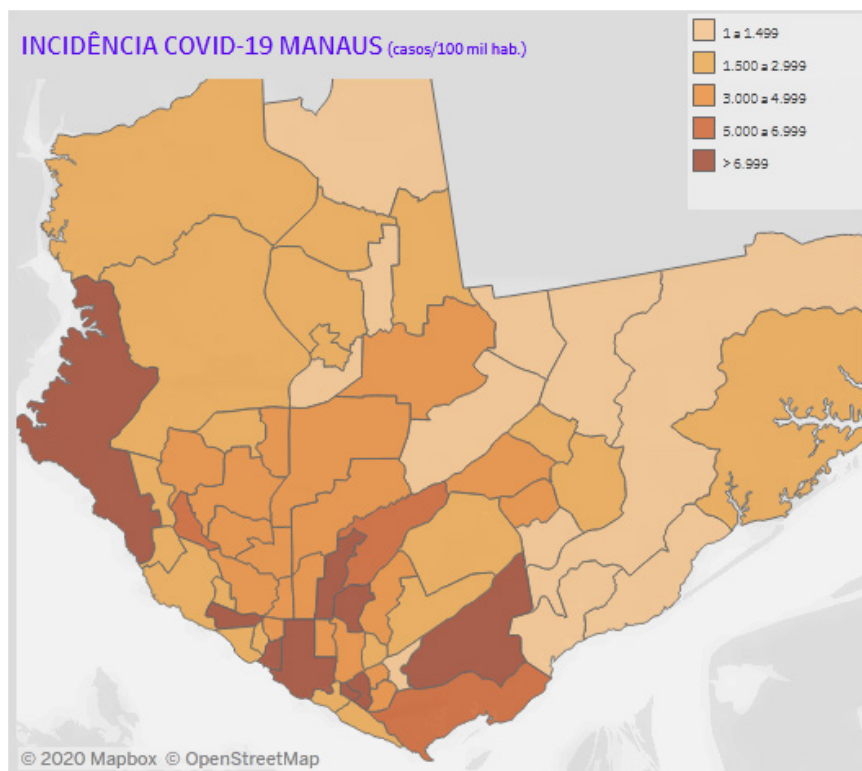 INCIDÊNCIA COVID-19 MANAUS (casos/100 mil hab.)
1 a 1.499
1.500 a 2.999
3.000 a 4.999
5.000 a 6.999
> 6.999
© 2020 Mapbox © OpenStreetMap